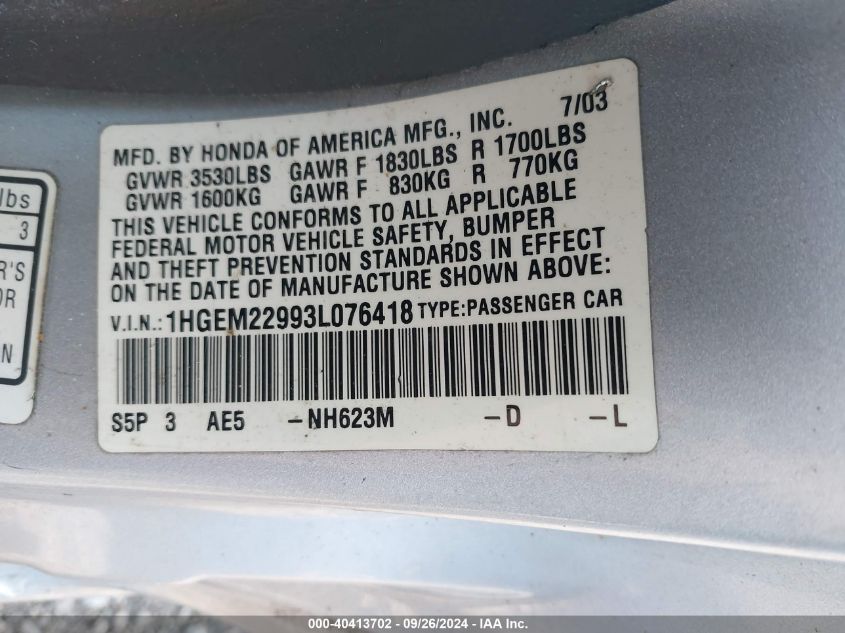 MFD. BY HONDA OF AMERICA MFG., INC. 7/03
GVWR 3530LBS GAWR F 1830LBS R 1700LBS
GVWR 1600KG GAWR F 830KG R 770KG
THIS VEHICLE CONFORMS TO ALL APPLICABLE
FEDERAL MOTOR VEHICLE SAFETY, BUMPER
AND THEFT PREVENTION STANDARDS IN EFFECT
ON THE DATE OF MANUFACTURE SHOWN ABOVE:
V.I.N.: 1HGEM22993L076418 TYPE:PASSENGER CAR
S5P 3 AE5 -NH623M -D -L
lbs
3
R'S
OR
N
000-40413702 - 09/26/2024 - IAA Inc.